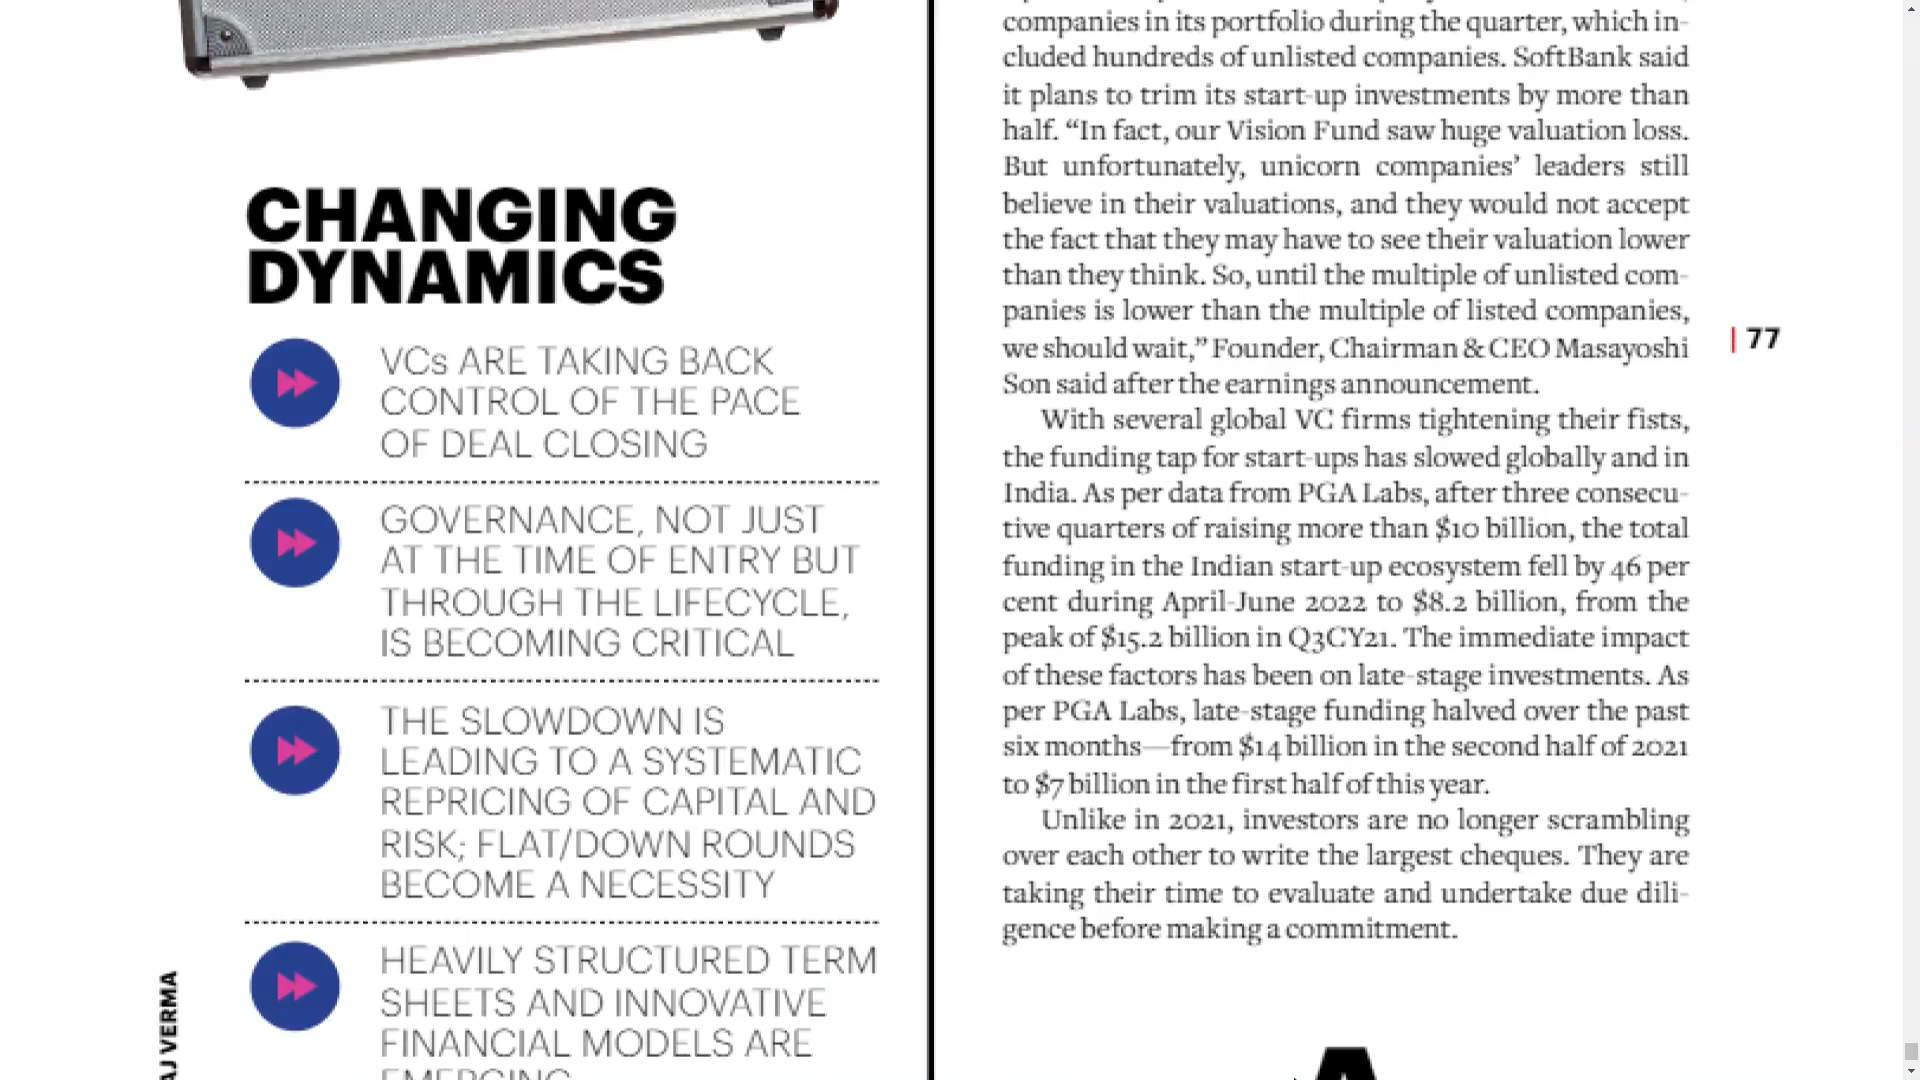 CHANGING
DYNAMICS
VCs ARE TAKING BACK
CONTROL OF THE PACE
OF DEAL CLOSING
GOVERNANCE, NOT JUST
AT THE TIME OF ENTRY BUT
THROUGH THE LIFECYCLE,
IS BECOMING CRITICAL
THE SLOWDOWN IS
LEADING TO A SYSTEMATIC
REPRICING OF CAPITAL AND
RISK; FLAT/DOWN ROUNDS
BECOME A NECESSITY
HEAVILY STRUCTURED TERM
SHEETS AND INNOVATIVE
FINANCIAL MODELS ARE
AJ VERMA
companies in its portfolio during the quarter, which in-
cluded hundreds of unlisted companies. SoftBank said
it plans to trim its start-up investments by more than
half. “In fact, our Vision Fund saw huge valuation loss.
But unfortunately, unicorn companies’ leaders still
believe in their valuations, and they would not accept
the fact that they may have to see their valuation lower
than they think. So, until the multiple of unlisted com-
panies is lower than the multiple of listed companies,
we should wait,” Founder, Chairman & CEO Masayoshi
Son said after the earnings announcement.
With several global VC firms tightening their fists,
the funding tap for start-ups has slowed globally and in
India. As per data from PGA Labs, after three consecu-
tive quarters of raising more than $10 billion, the total
funding in the Indian start-up ecosystem fell by 46 per
cent during April-June 2022 to $8.2 billion, from the
peak of $15.2 billion in Q3CY21. The immediate impact
of these factors has been on late-stage investments. As
per PGA Labs, late-stage funding halved over the past
six months—from $14 billion in the second half of 2021
to $7 billion in the first half of this year.
Unlike in 2021, investors are no longer scrambling
over each other to write the largest cheques. They are
taking their time to evaluate and undertake due dili-
gence before making a commitment.
| 77